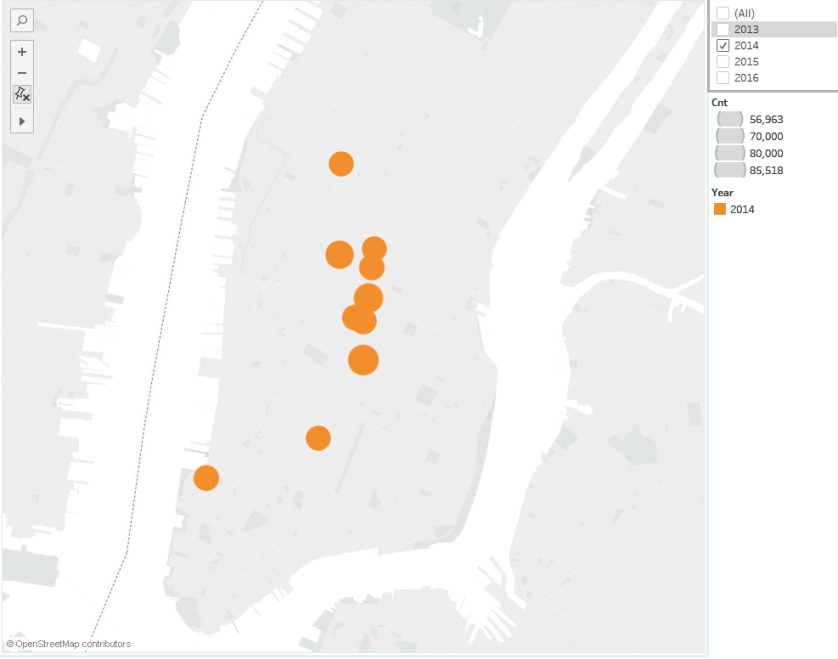 (All)
2013
2014
2015
2016
Cnt
56,963
70,000
80,000
85,518
Year
2014
© OpenStreetMap contributors